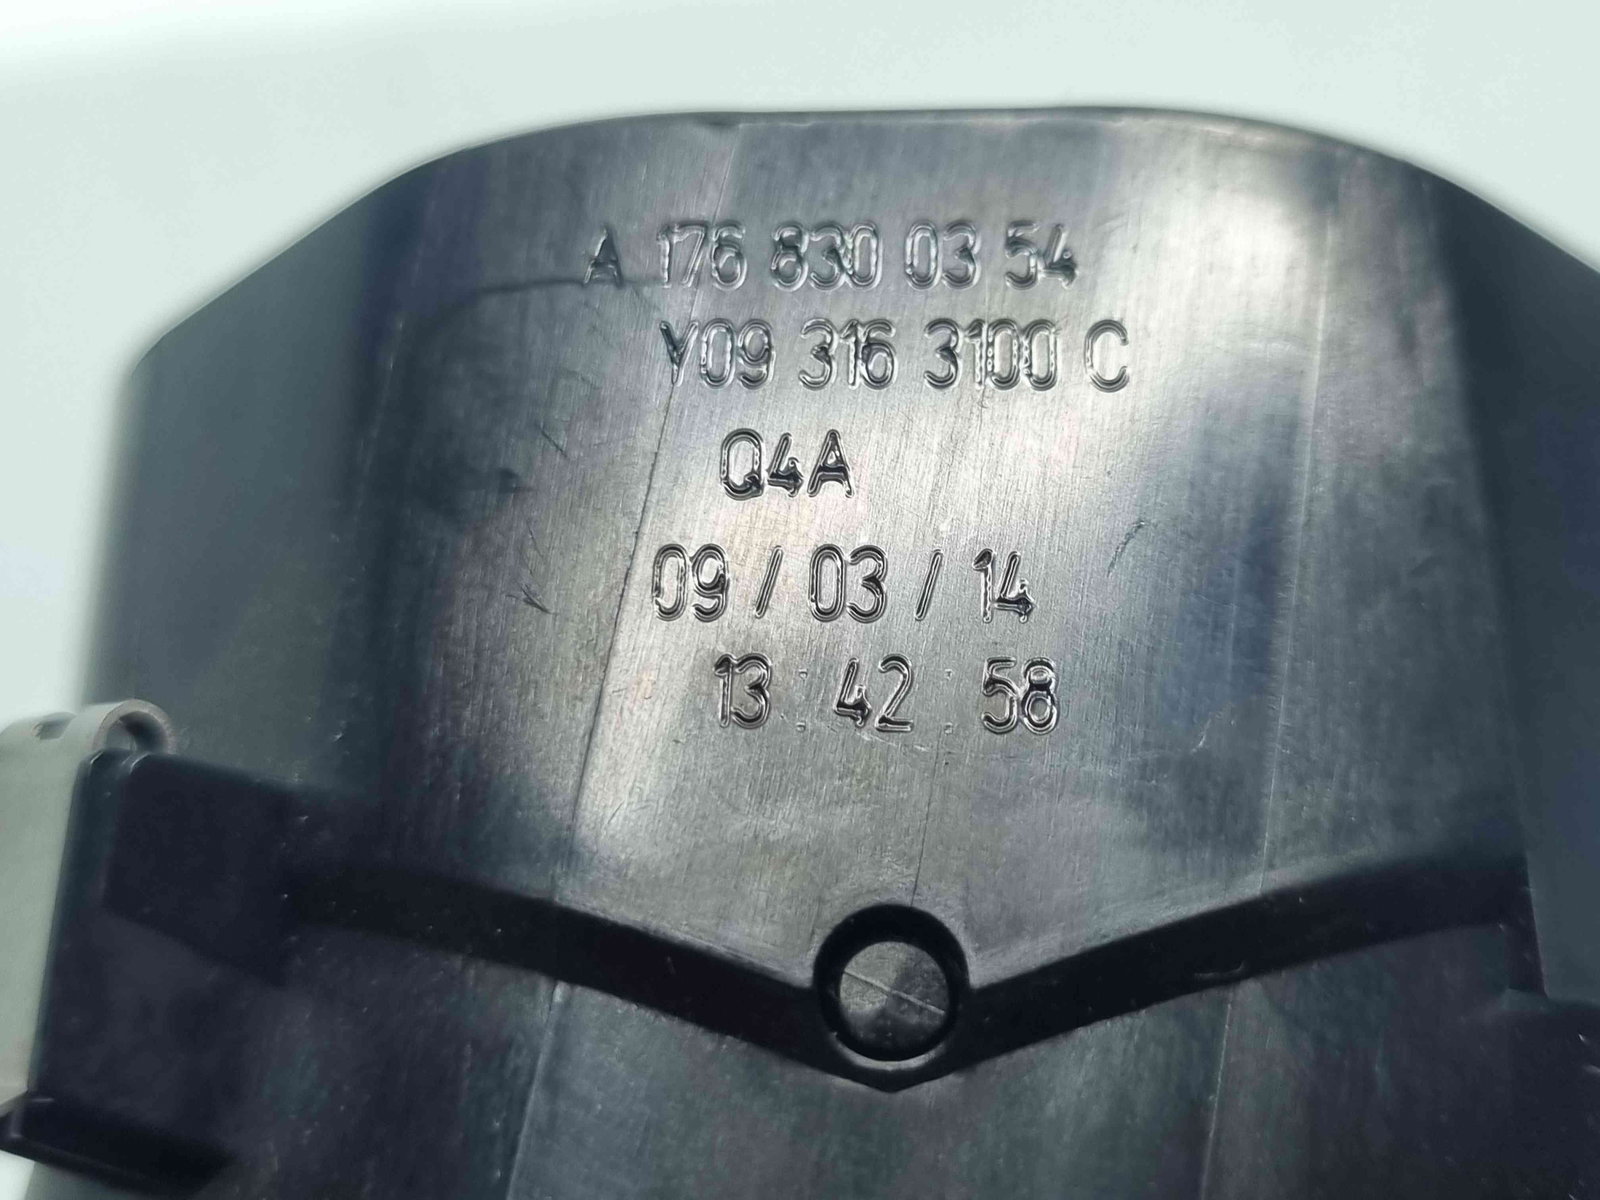 A 176 830 03 54
Y09 316 3100 C
Q4A
09 / 03 / 14
13 : 42 : 58